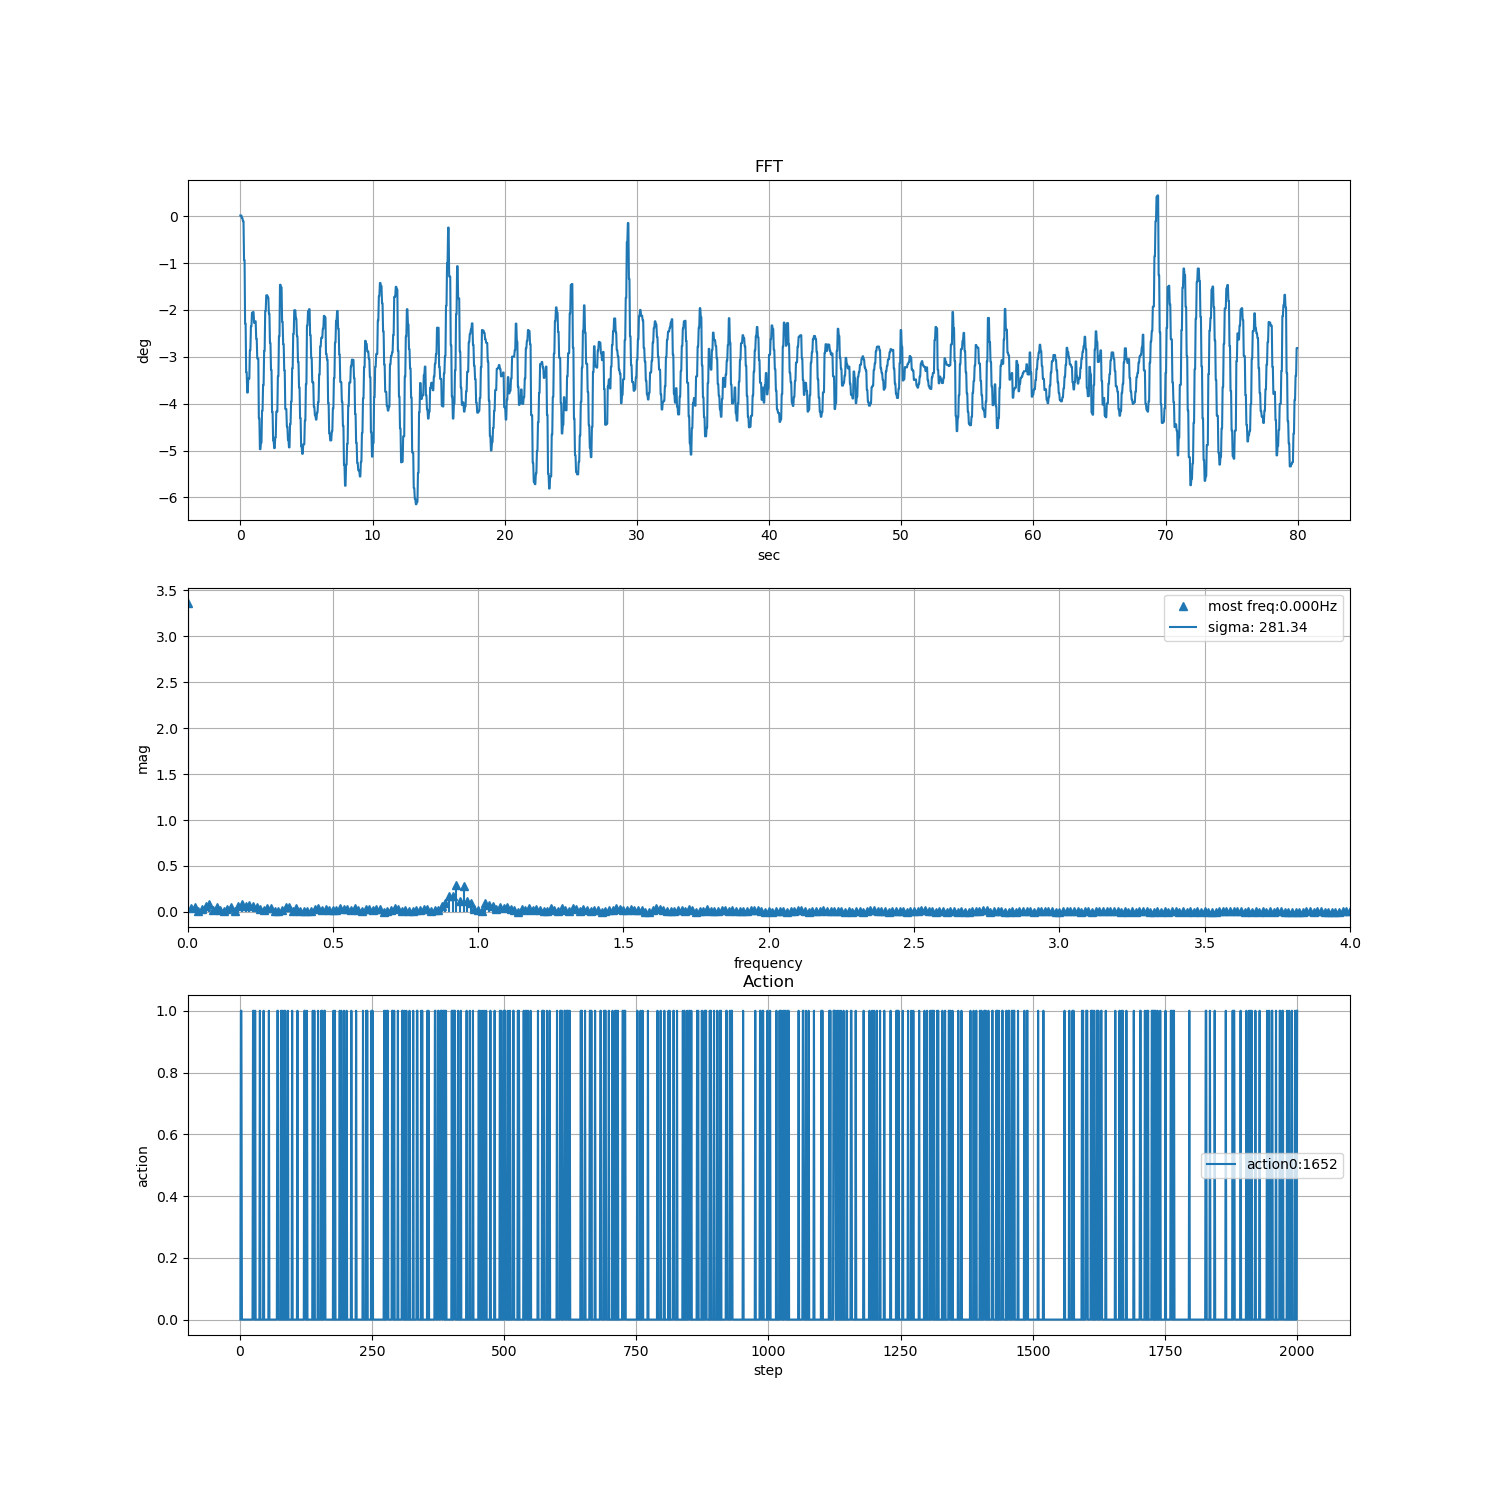 FFT
0
−1
−2
−3
−4
−5
−6
deg
0 10 20 30 40 50 60 70 80
sec
3.5
3.0
2.5
2.0
1.5
1.0
0.5
0.0
mag
most freq:0.000Hz
sigma: 281.34
0.0 0.5 1.0 1.5 2.0 2.5 3.0 3.5 4.0
frequency
Action
1.0
0.8
0.6
0.4
0.2
0.0
action
action0:1652
0 250 500 750 1000 1250 1500 1750 2000
step